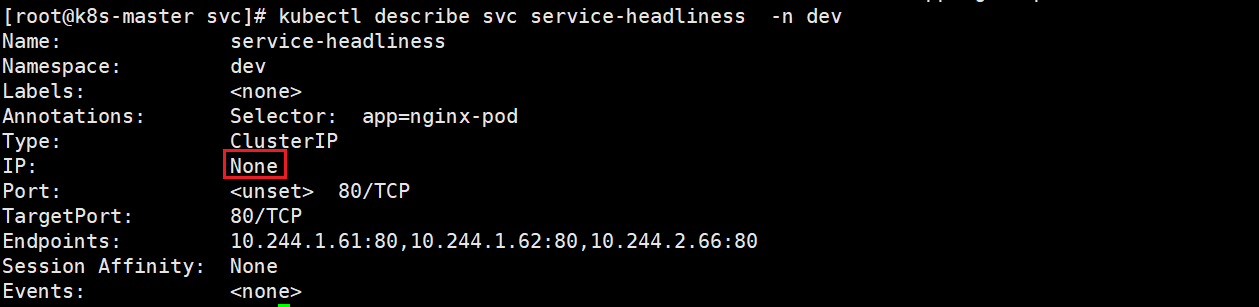 [root@k8s-master svc]# kubectl describe svc service-headliness  -n dev
Name:              service-headliness
Namespace:         dev
Labels:            <none>
Annotations:       Selector:  app=nginx-pod
Type:              ClusterIP
IP:                None
Port:              <unset>  80/TCP
TargetPort:        80/TCP
Endpoints:         10.244.1.61:80,10.244.1.62:80,10.244.2.66:80
Session Affinity:  None
Events:            <none>